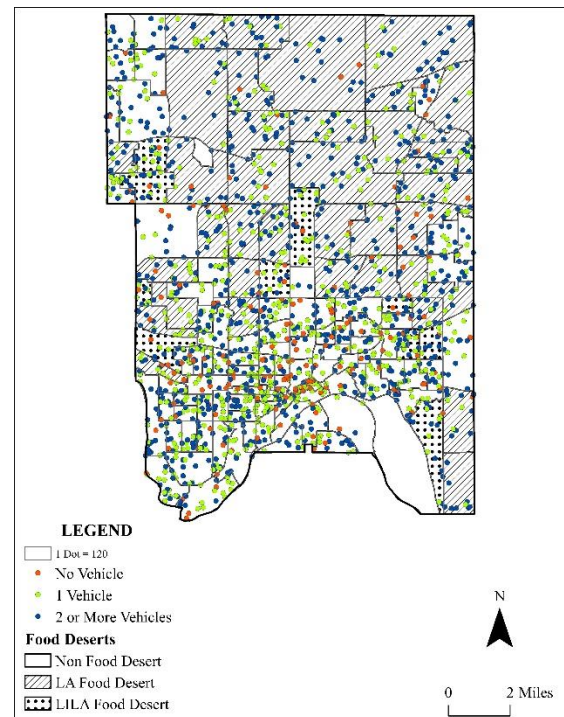 LEGEND
1 Dot = 120
No Vehicle
1 Vehicle
2 or More Vehicles
Food Deserts
Non Food Desert
LA Food Desert
LILA Food Desert
N
0 2 Miles